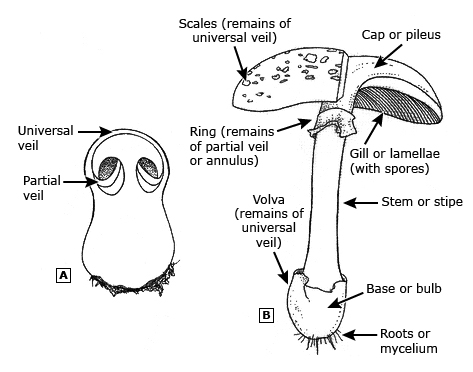 Scales (remains of
universal veil)
Cap or pileus
Universal
veil
Ring (remains
of partial veil
or annulus)
Gill or lamellae
(with spores)
Partial
veil
Volva
(remains of
universal
veil)
Stem or stipe
A
Base or bulb
B
Roots or
mycelium